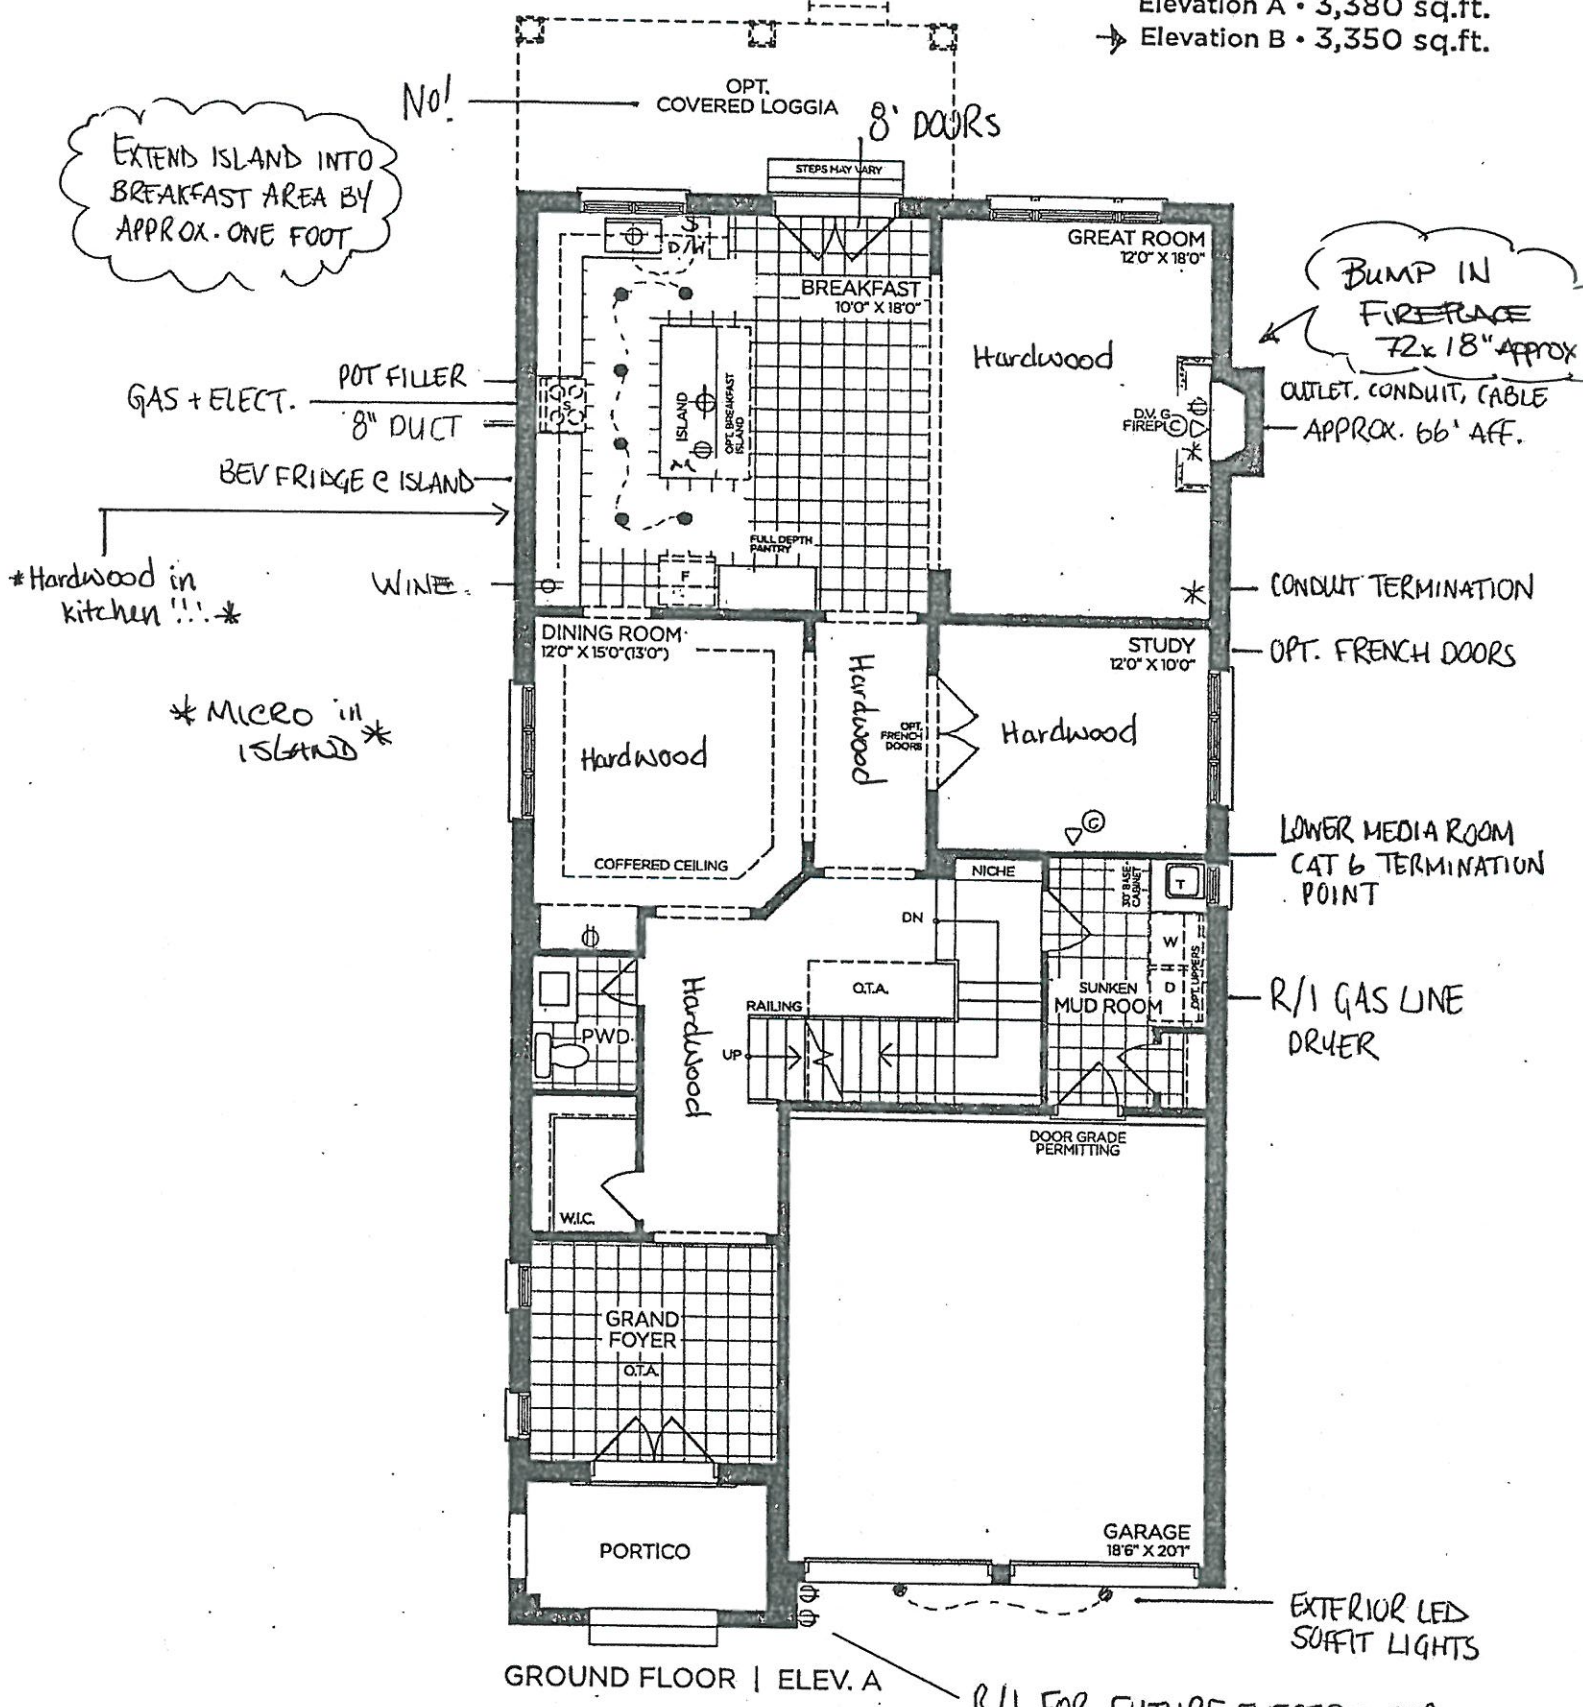 Elevation A • 3,380 sq.ft.
→ Elevation B • 3,350 sq.ft.
No!
OPT.
COVERED LOGGIA
8' DOORS
EXTEND ISLAND INTO
BREAKFAST AREA BY
APPROX. ONE FOOT
STEPS MAY VARY
D/W
BREAKFAST
10'0" X 18'0"
GREAT ROOM
12'0" X 18'0"
BUMP IN
FIREPLACE
72 x 18" APPROX
OUTLET, CONDUIT, CABLE
APPROX. 66' AFF.
Hardwood
D.V. G.
FIREPL
C
POT FILLER
GAS + ELECT.
8" DUCT
S
ISLAND
OPT. BREAKFAST
ISLAND
BEV FRIDGE @ ISLAND
*Hardwood in
kitchen!!!*
WINE
FULL DEPTH
PANTRY
F
CONDUIT TERMINATION
DINING ROOM
12'0" X 15'0"(13'0")
STUDY
12'0" X 10'0"
OPT. FRENCH DOORS
*MICRO in
ISLAND*
Hardwood
Hardwood
OPT.
FRENCH
DOORS
Hardwood
COFFERED CEILING
LOWER MEDIA ROOM
CAT 6 TERMINATION
POINT
NICHE
30" BASE
CABINET
T
DN
W
D
OPT. UPPERS
O.T.A.
SUNKEN
MUD ROOM
R/I GAS LINE
DRYER
RAILING
UP
Hardwood
PWD.
DOOR GRADE
PERMITTING
W.I.C.
GRAND
FOYER
O.T.A.
PORTICO
GARAGE
18'6" X 20'1"
EXTERIOR LED
SOFFIT LIGHTS
GROUND FLOOR | ELEV. A
R/I FOR FUTURE